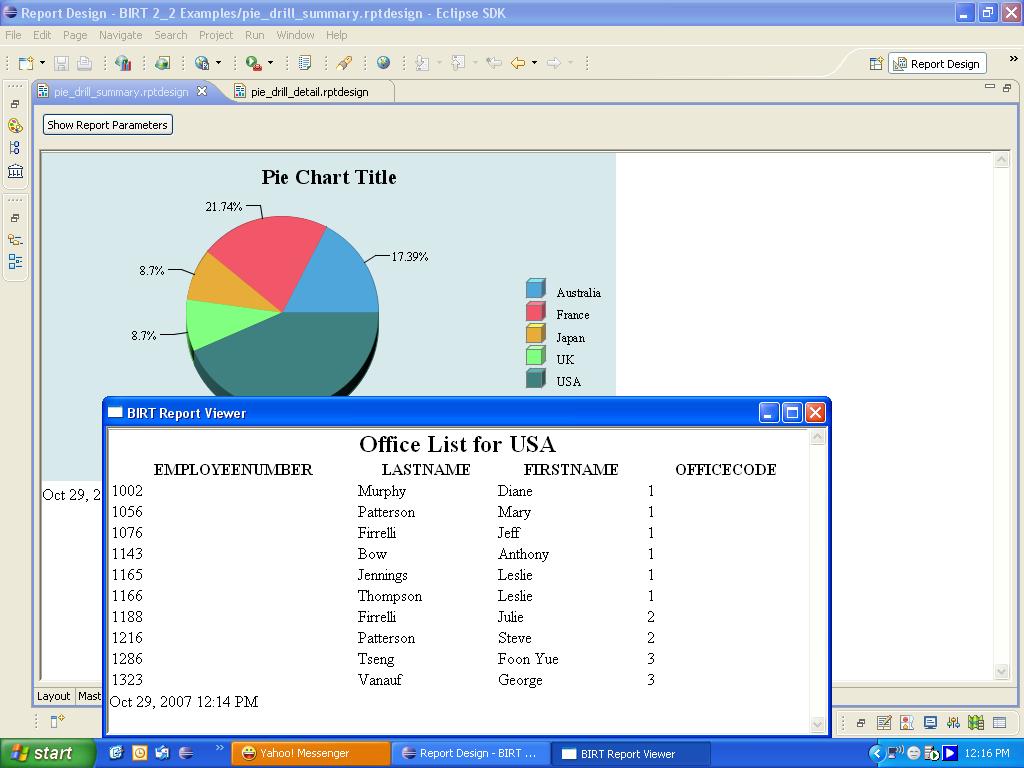 Report Design - BIRT 2_2 Examples/pie_drill_summary.rptdesign - Eclipse SDK
File Edit Page Navigate Search Project Run Window Help
Report Design
pie_drill_summary.rptdesign pie_drill_detail.rptdesign
Show Report Parameters
Pie Chart Title
21.74%
17.39%
8.7%
8.7%
Australia
France
Japan
UK
USA
Oct 29, 2
BIRT Report Viewer
Office List for USA
EMPLOYEENUMBER LASTNAME FIRSTNAME OFFICECODE
1002 Murphy Diane 1
1056 Patterson Mary 1
1076 Firrelli Jeff 1
1143 Bow Anthony 1
1165 Jennings Leslie 1
1166 Thompson Leslie 1
1188 Firrelli Julie 2
1216 Patterson Steve 2
1286 Tseng Foon Yue 3
1323 Vanauf George 3
Oct 29, 2007 12:14 PM
Layout Mast
start Yahoo! Messenger Report Design - BIRT ... BIRT Report Viewer 12:16 PM